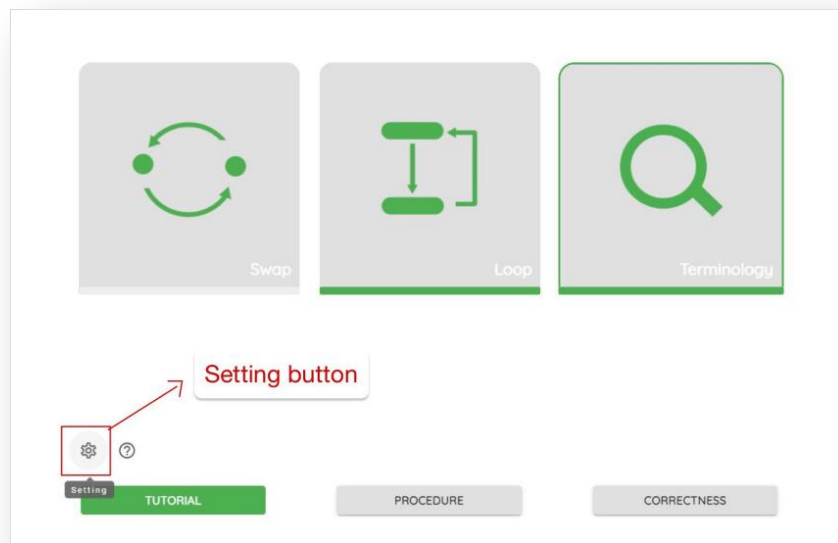 Swap
Loop
Terminology
Setting button
?
Setting
TUTORIAL
PROCEDURE
CORRECTNESS